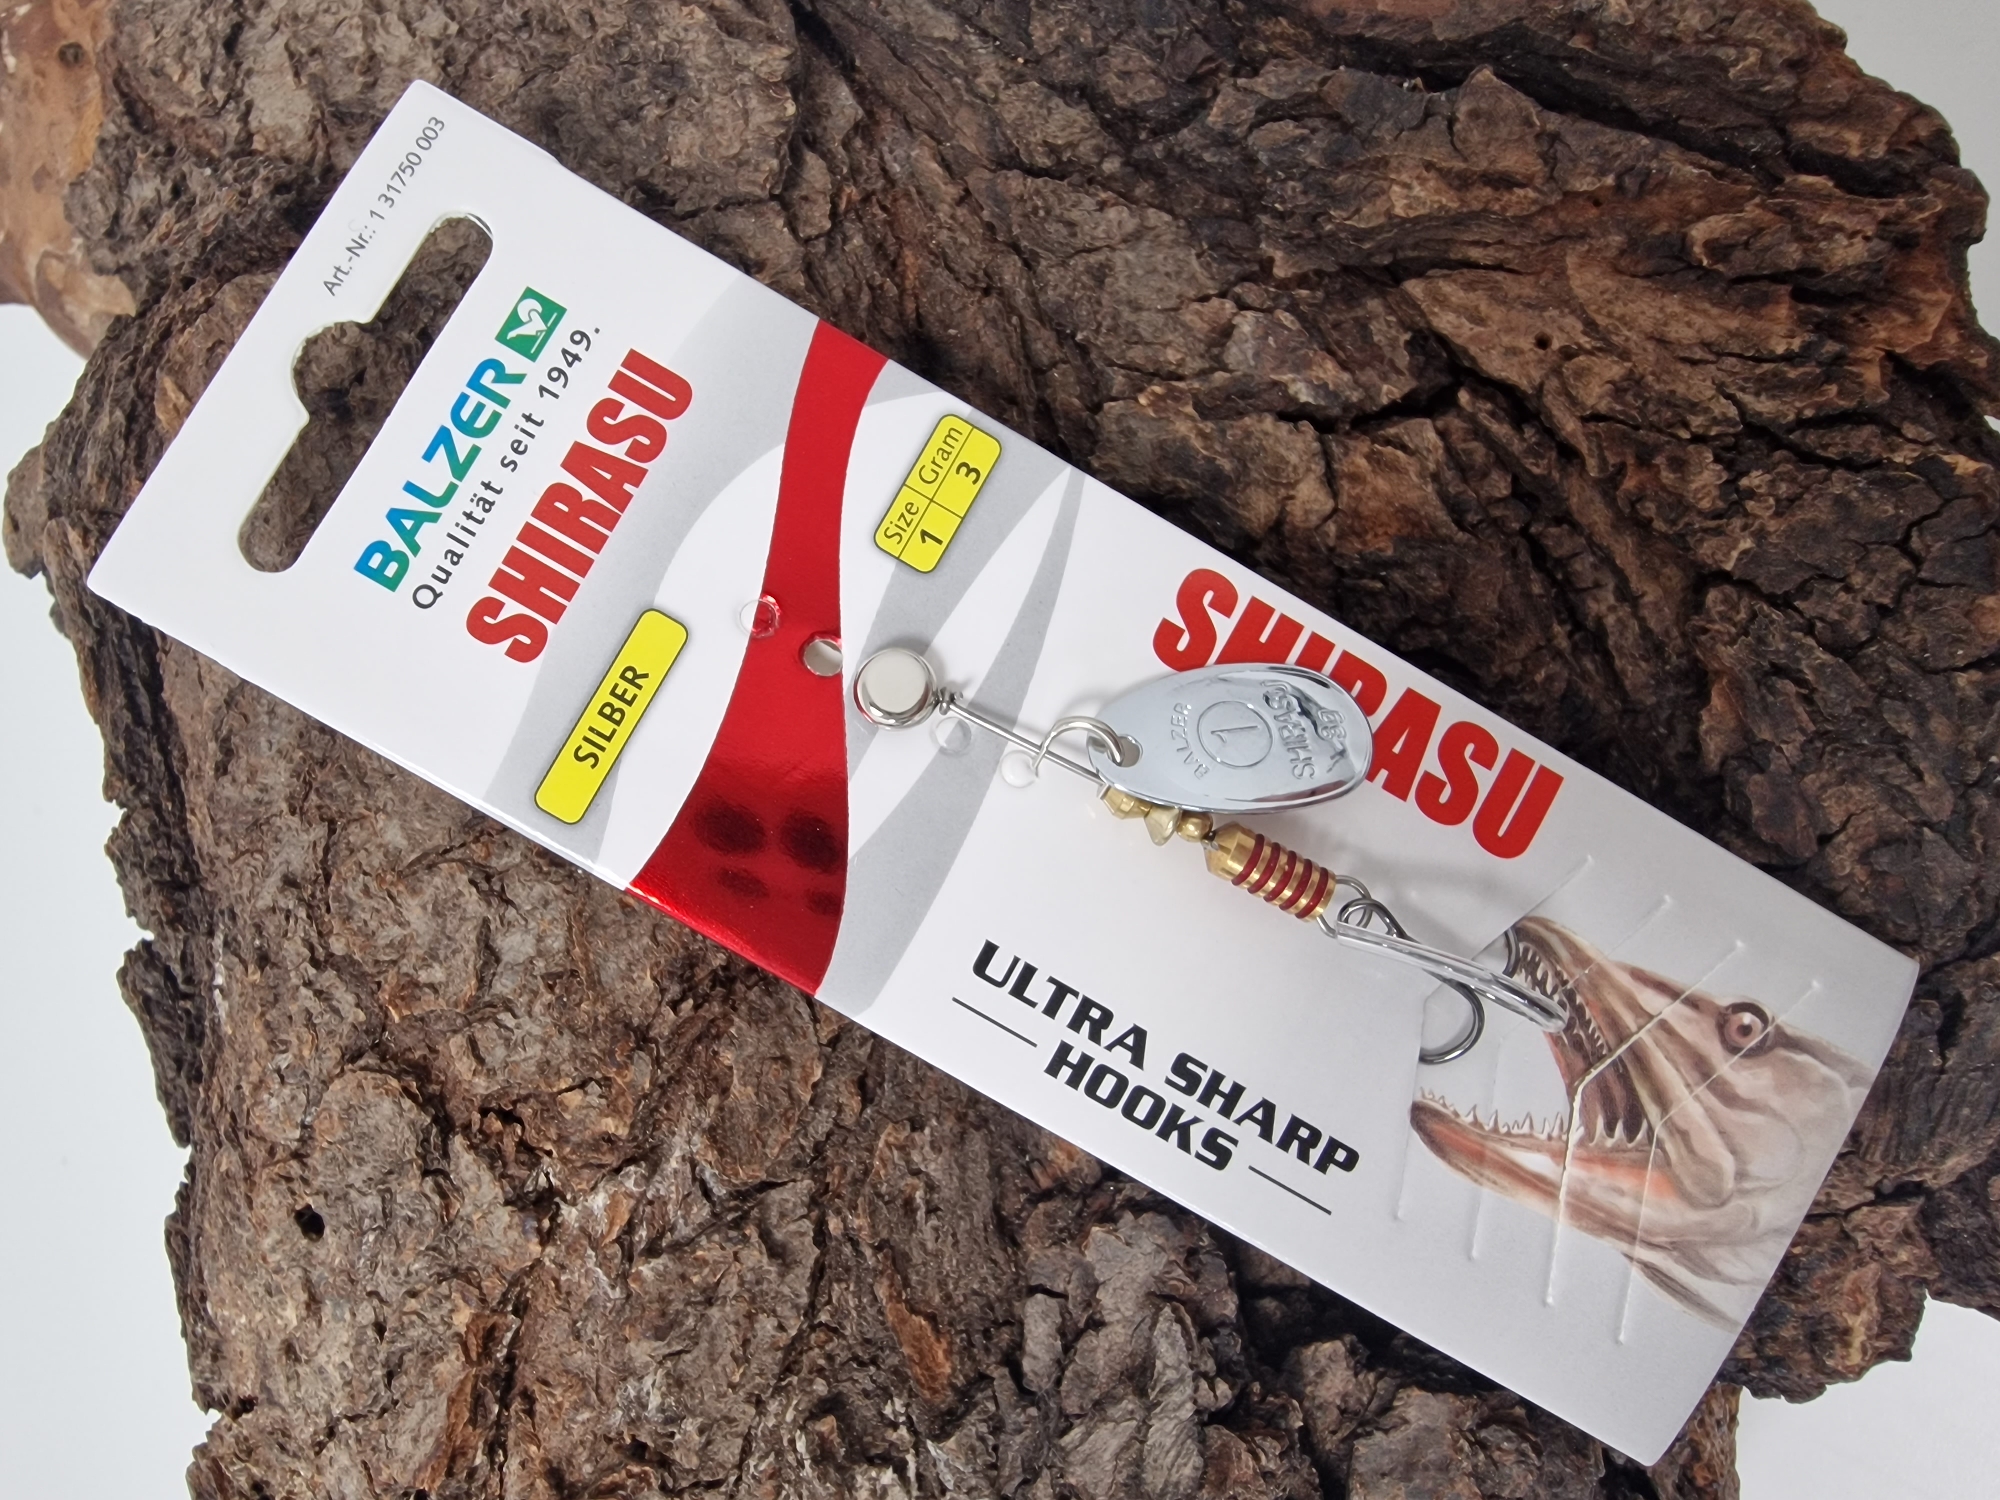 Art.-Nr.: 1 31750 003
BALZER
Qualität seit 1949.
SHIRASU
SILBER
Size Gram
1 3
SHIRASU
BALZER
1
SHIRASU
3g
ULTRA SHARP
HOOKS